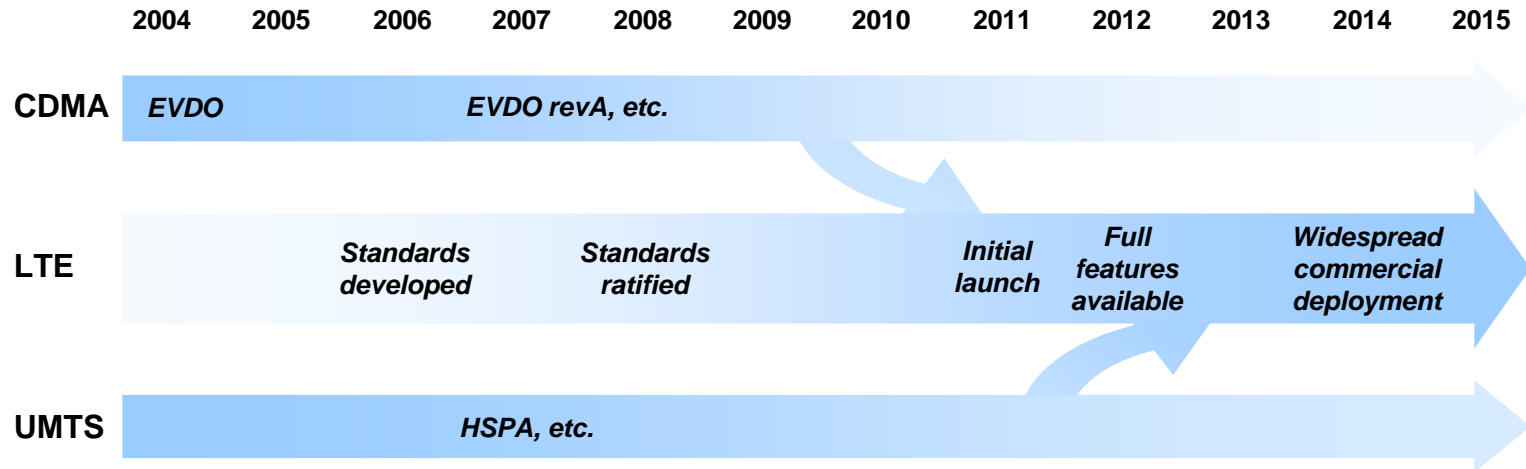 2004 2005 2006 2007 2008 2009 2010 2011 2012 2013 2014 2015
CDMA EVDO EVDO revA, etc.
LTE
Standards
developed
Standards
ratified
Initial
launch
Full
features
available
Widespread
commercial
deployment
UMTS HSPA, etc.